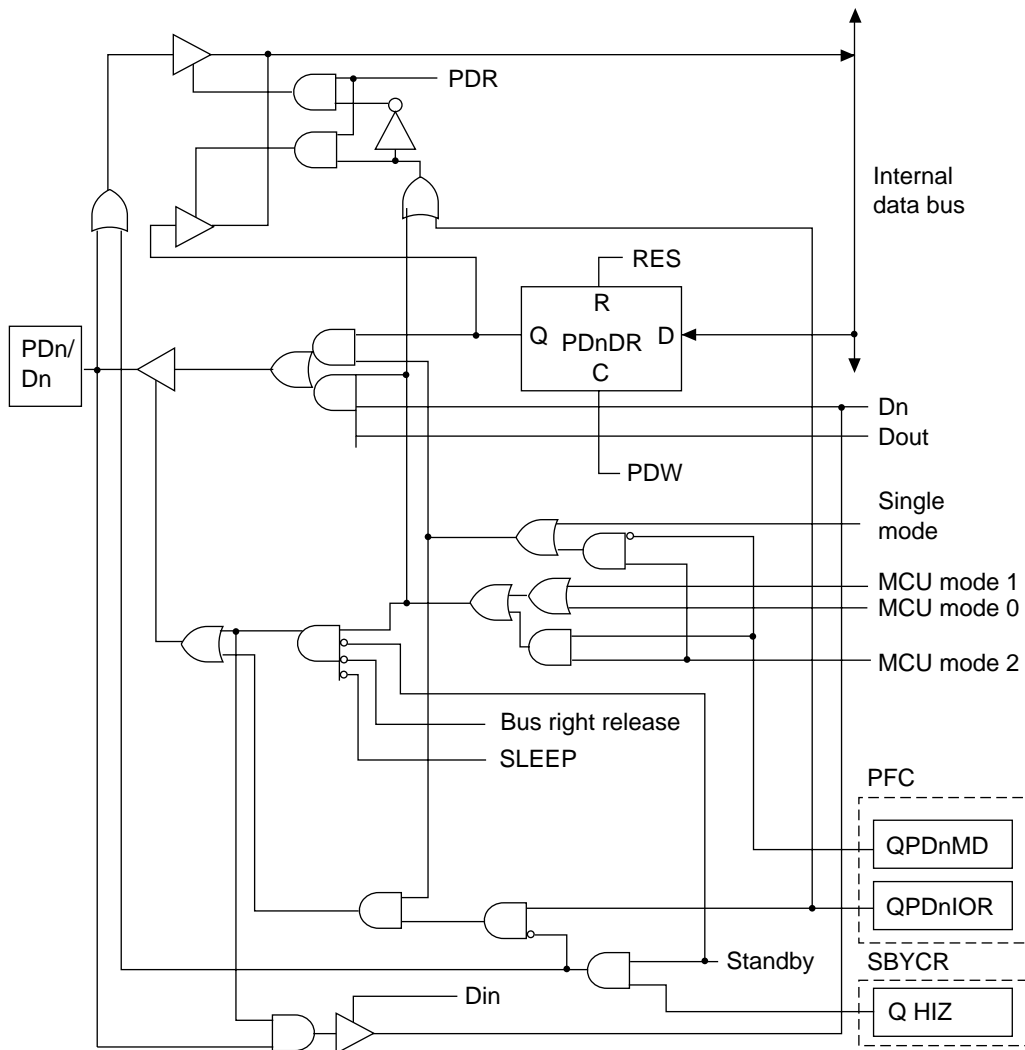 PDR
Internal
data bus
RES
R
Q
PDnDR
D
C
PDn/
Dn
Dn
Dout
PDW
Single
mode
MCU mode 1
MCU mode 0
MCU mode 2
Bus right release
SLEEP
PFC
QPDnMD
QPDnIOR
Standby
SBYCR
Din
Q HIZ